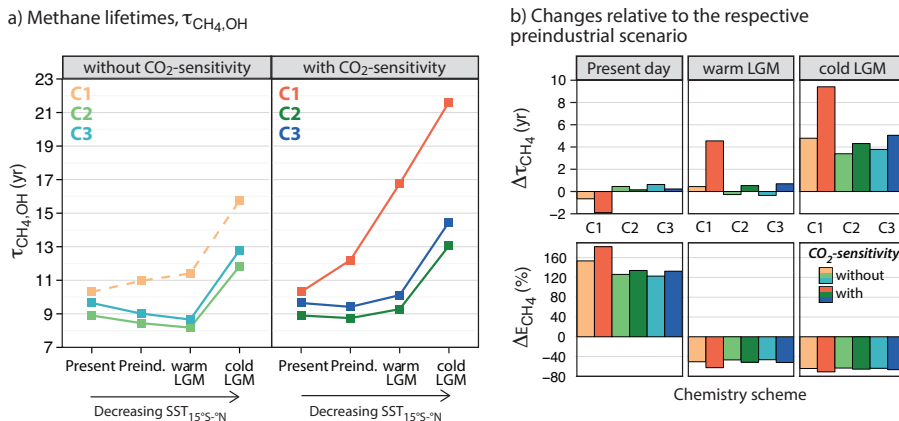 a) Methane lifetimes, τCH4,OH
without CO2-sensitivity
with CO2-sensitivity
τCH4,OH (yr)
23
21
19
17
15
13
11
9
7
C1
C2
C3
C1
C2
C3
Present
Preind.
warm LGM
cold LGM
Present
Preind.
warm LGM
cold LGM
Decreasing SST15°S-°N
Decreasing SST15°S-°N
b) Changes relative to the respective
preindustrial scenario
Present day
warm LGM
cold LGM
ΔτCH4 (yr)
10
8
6
4
2
0
−2
C1
C2
C3
C1
C2
C3
C1
C2
C3
ΔECH4 (%)
160
120
80
40
0
−40
−80
CO2-sensitivity
without
with
Chemistry scheme